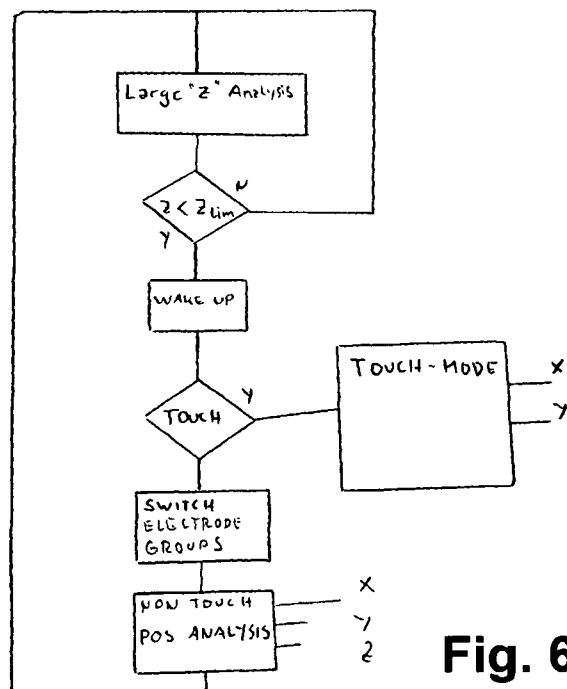 Large "Z" Analysis
N
Z < Zlim
Y
WAKE UP
Y
TOUCH
TOUCH-MODE
X
Y
SWITCH
ELECTRODE
GROUPS
NON TOUCH
POS ANALYSIS
X
Y
Z
Fig. 6